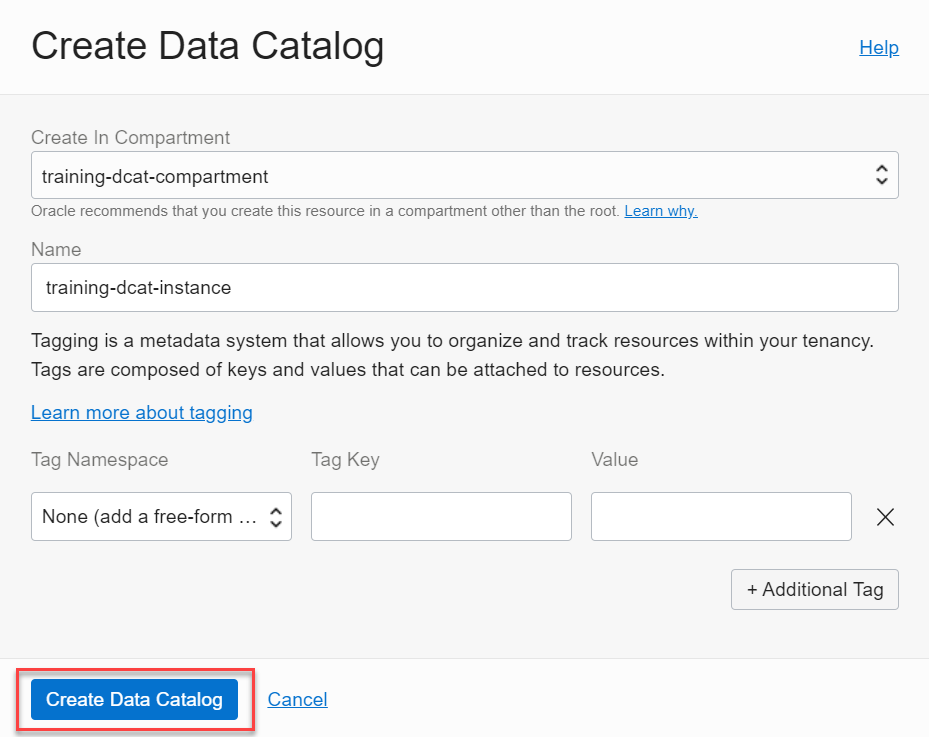 Create Data Catalog
Help
Create In Compartment
training-dcat-compartment
Oracle recommends that you create this resource in a compartment other than the root. Learn why.
Name
training-dcat-instance
Tagging is a metadata system that allows you to organize and track resources within your tenancy.
Tags are composed of keys and values that can be attached to resources.
Learn more about tagging
Tag Namespace Tag Key Value
None (add a free-form ...
+ Additional Tag
Create Data Catalog Cancel